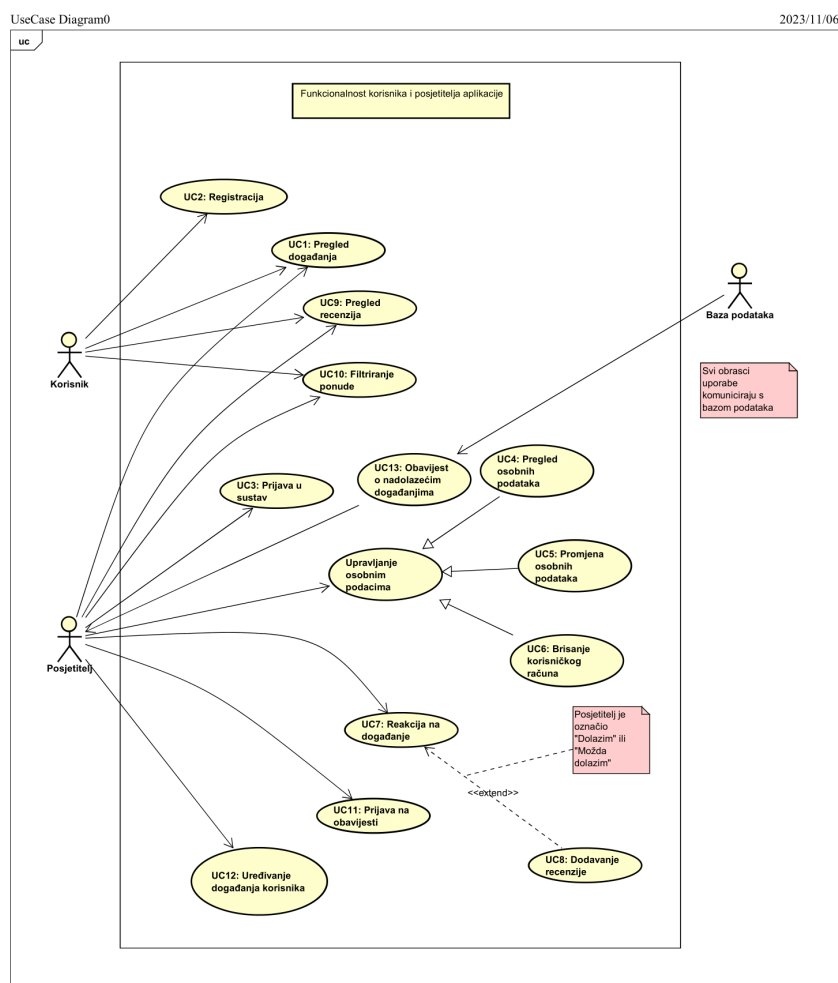 UseCase Diagram0
2023/11/06
uc
Funkcionalnost korisnika i posjetitelja aplikacije
UC2: Registracija
UC1: Pregled
događanja
UC9: Pregled
recenzija
UC10: Filtriranje
ponude
Korisnik
Baza podataka
Svi obrasci
uporabe
komuniciraju s
bazom podataka
UC3: Prijava u
sustav
UC13: Obavijest
o nadolazećim
događanjima
UC4: Pregled
osobnih
podataka
Upravljanje
osobnim
podacima
UC5: Promjena
osobnih
podataka
UC6: Brisanje
korisničkog
računa
Posjetitelj
UC7: Reakcija na
događanje
Posjetitelj je
označio
"Dolazim" ili
"Možda
dolazim"
<<extend>>
UC11: Prijava na
obavijesti
UC8: Dodavanje
recenzije
UC12: Uređivanje
događanja korisnika